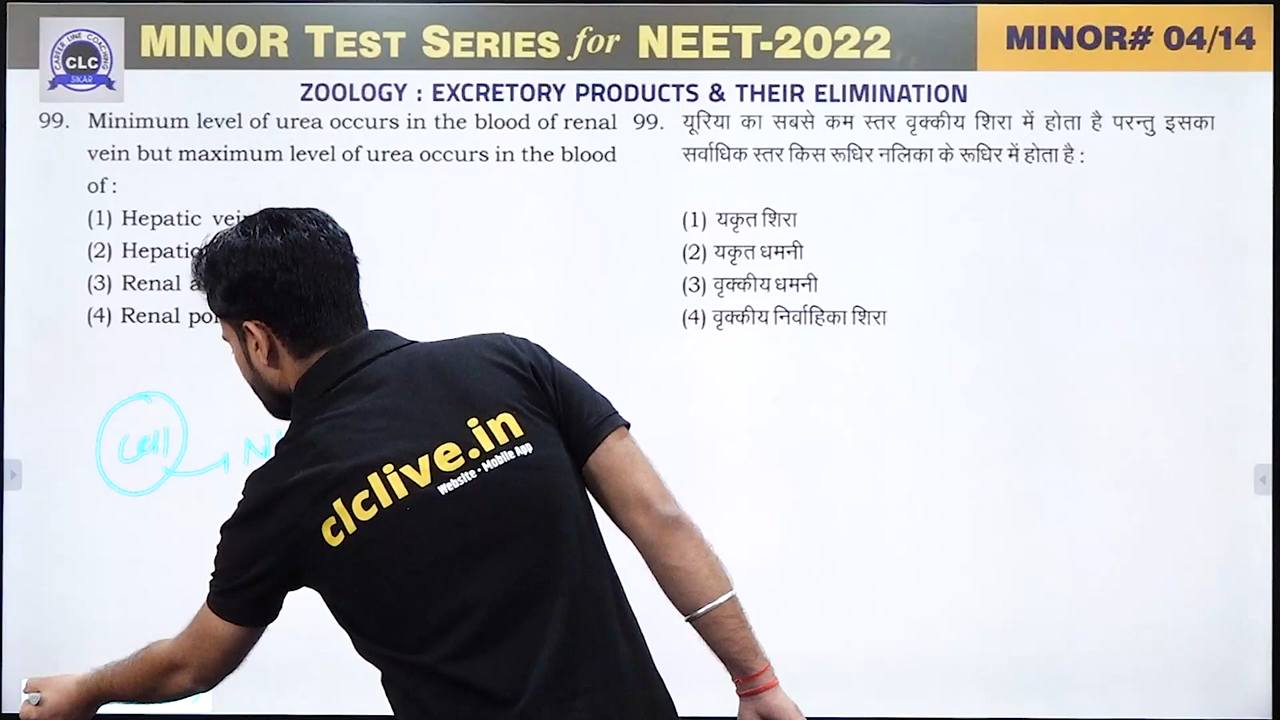 MINOR TEST SERIES for NEET-2022
MINOR# 04/14
CAREER LINE COACHING
CLC
SIKAR
ZOOLOGY : EXCRETORY PRODUCTS & THEIR ELIMINATION
99. Minimum level of urea occurs in the blood of renal
vein but maximum level of urea occurs in the blood
of :
(1) Hepatic
(2) Hepatic
(3) Renal
(4) Renal
99. यूरिया का सबसे कम स्तर वृक्कीय शिरा में होता है परन्तु इसका
सर्वाधिक स्तर किस रूधिर नलिका के रूधिर में होता है :
(1) यकृत शिरा
(2) यकृत धमनी
(3) वृक्कीय धमनी
(4) वृक्कीय निर्वाहिका शिरा
Cell
clclive.in
Website - Mobile App